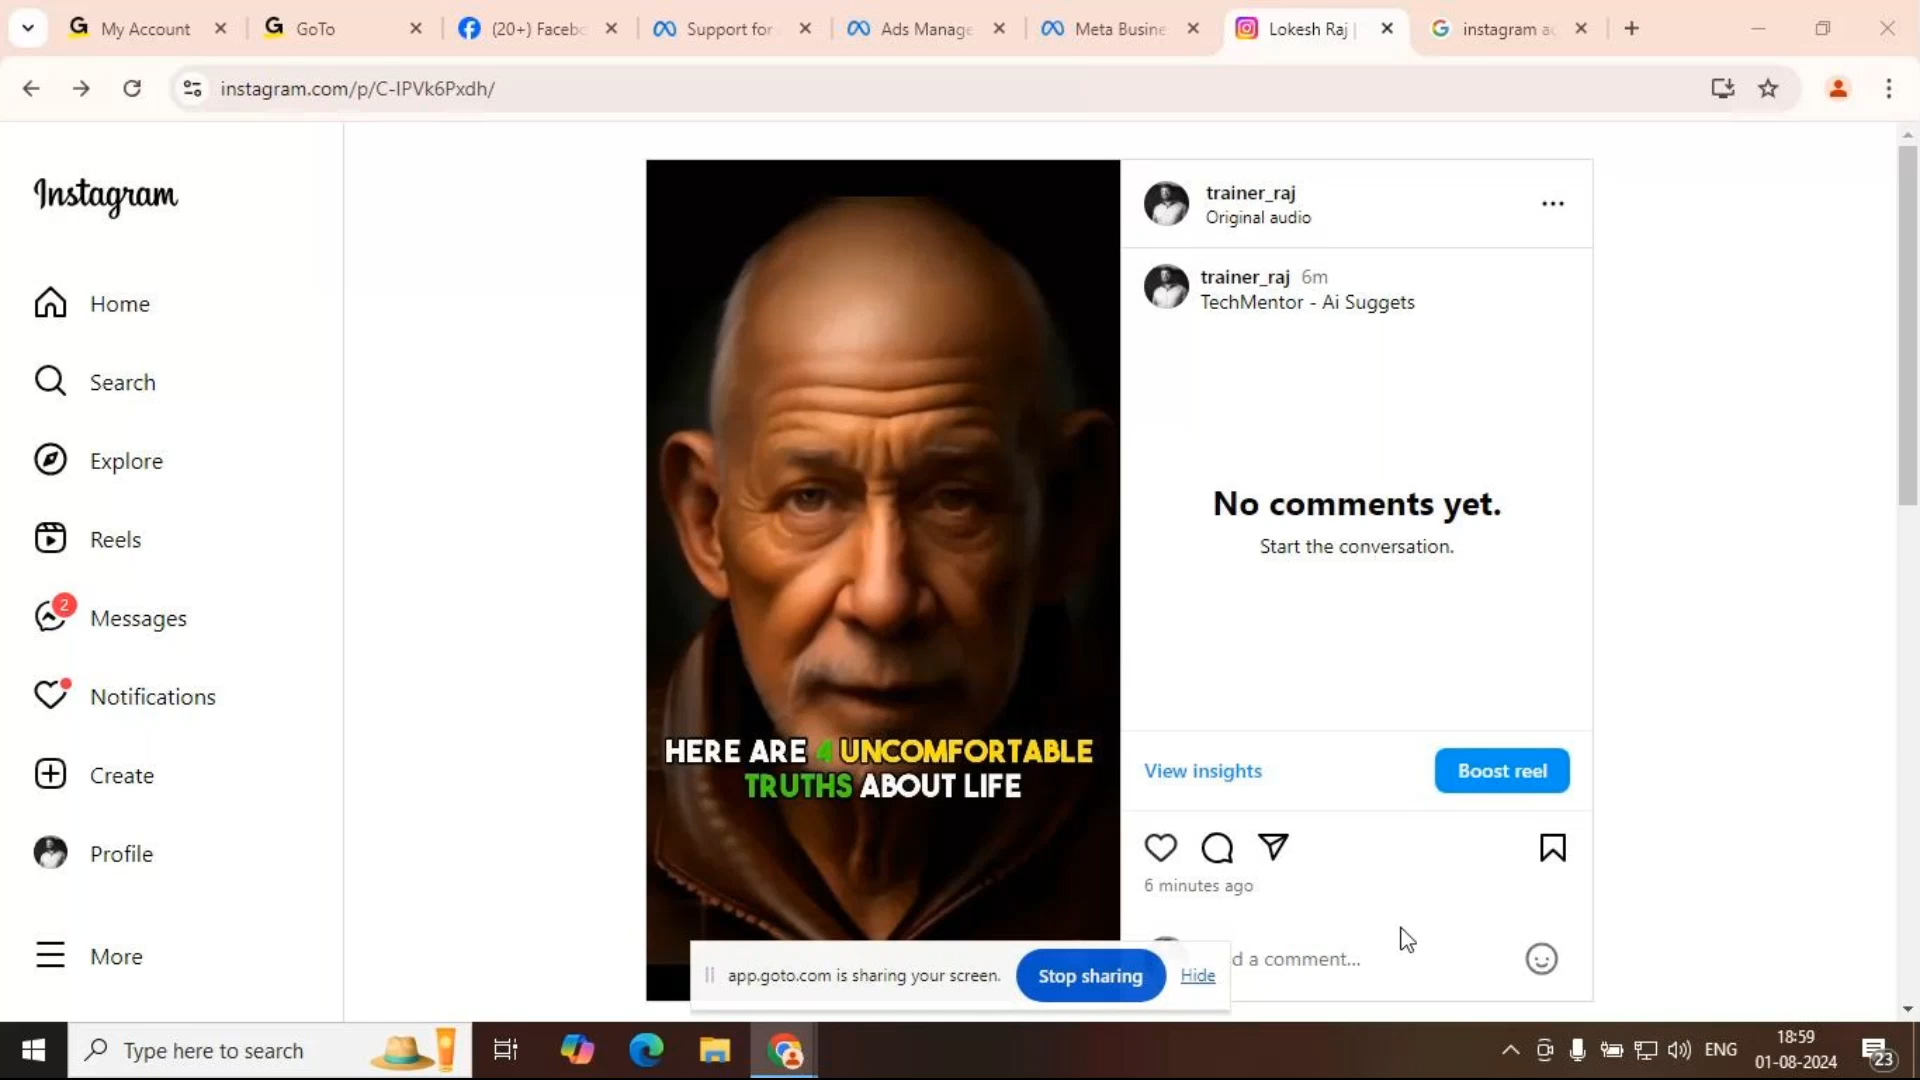 My Account
GoTo
(20+) Facebo
Support for
Ads Manage
Meta Busine
Lokesh Raj |
instagram ac
instagram.com/p/C-IPVk6Pxdh/
Instagram
Home
Search
Explore
Reels
2
Messages
Notifications
Create
Profile
More
HERE ARE 4 UNCOMFORTABLE
TRUTHS ABOUT LIFE
trainer_raj
Original audio
trainer_raj 6m
TechMentor - Ai Suggets
No comments yet.
Start the conversation.
View insights
Boost reel
6 minutes ago
d a comment...
app.goto.com is sharing your screen.
Stop sharing
Hide
Type here to search
ENG
18:59
01-08-2024
23